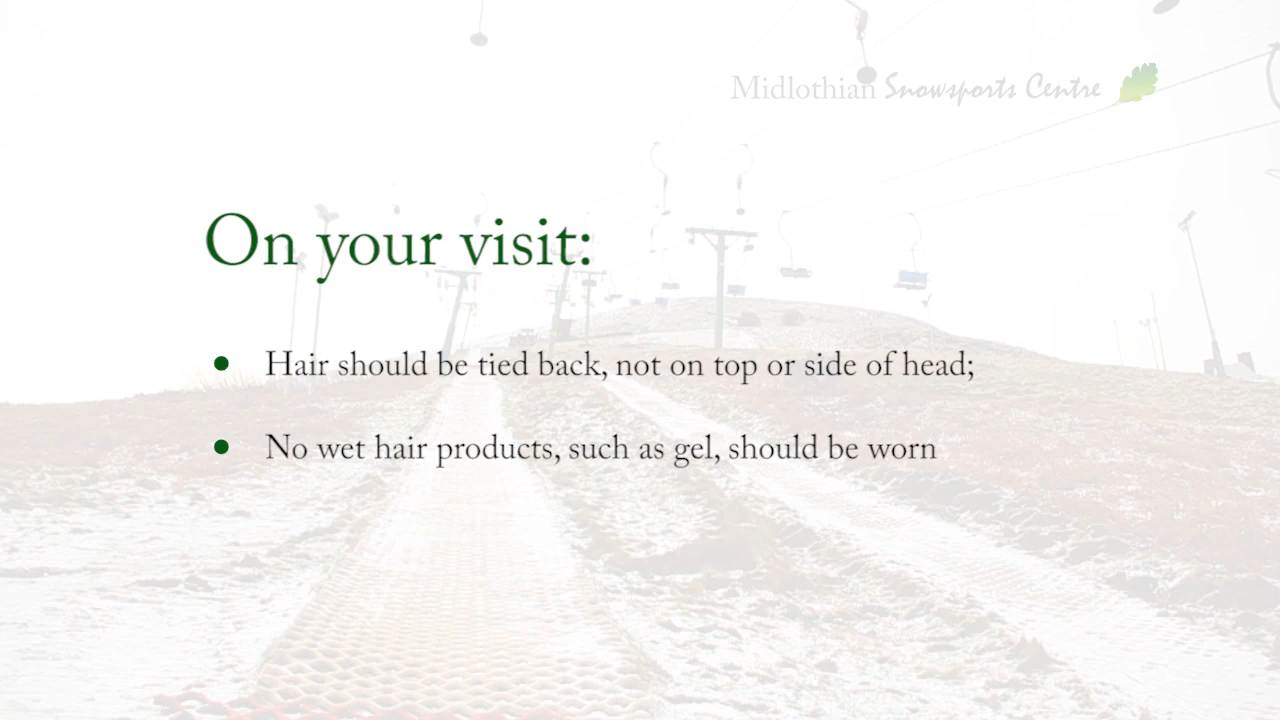 Midlothian Snowsports Centre
On your visit:
● Hair should be tied back, not on top or side of head;
● No wet hair products, such as gel, should be worn